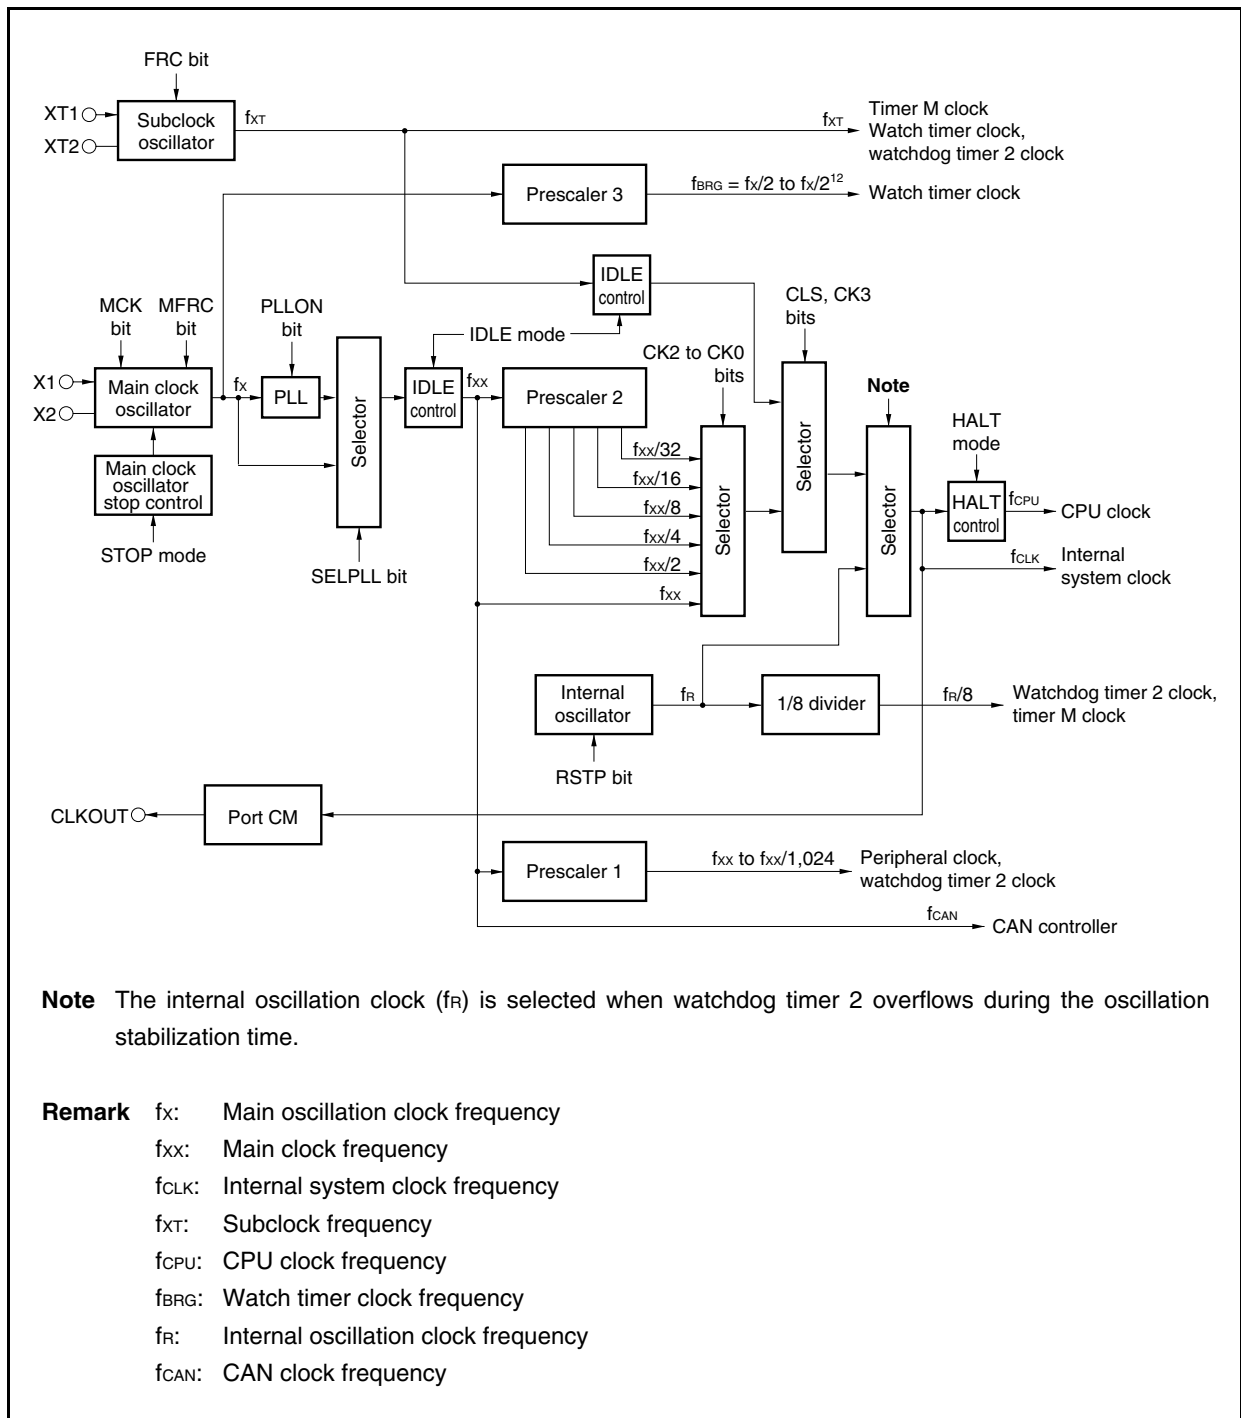 FRC bit
XT1
XT2
Subclock
oscillator
fXT
fXT
Timer M clock
Watch timer clock,
watchdog timer 2 clock
Prescaler 3
fBRG = fX/2 to fX/2^12
Watch timer clock
IDLE
control
MCK
bit
MFRC
bit
PLLON
bit
IDLE mode
CLS, CK3
bits
CK2 to CK0
bits
X1
X2
Main clock
oscillator
fX
PLL
Selector
IDLE
control
fXX
Prescaler 2
Note
HALT
mode
Main clock
oscillator
stop control
STOP mode
SELPLL bit
fXX/32
fXX/16
fXX/8
fXX/4
fXX/2
fXX
Selector
Selector
Selector
HALT
control
fCPU
CPU clock
fCLK
Internal
system clock
Internal
oscillator
fR
1/8 divider
fR/8
Watchdog timer 2 clock,
timer M clock
RSTP bit
CLKOUT
Port CM
Prescaler 1
fXX to fXX/1,024
Peripheral clock,
watchdog timer 2 clock
fCAN
CAN controller
Note The internal oscillation clock (fR) is selected when watchdog timer 2 overflows during the oscillation
stabilization time.
Remark fX: Main oscillation clock frequency
fXX: Main clock frequency
fCLK: Internal system clock frequency
fXT: Subclock frequency
fCPU: CPU clock frequency
fBRG: Watch timer clock frequency
fR: Internal oscillation clock frequency
fCAN: CAN clock frequency